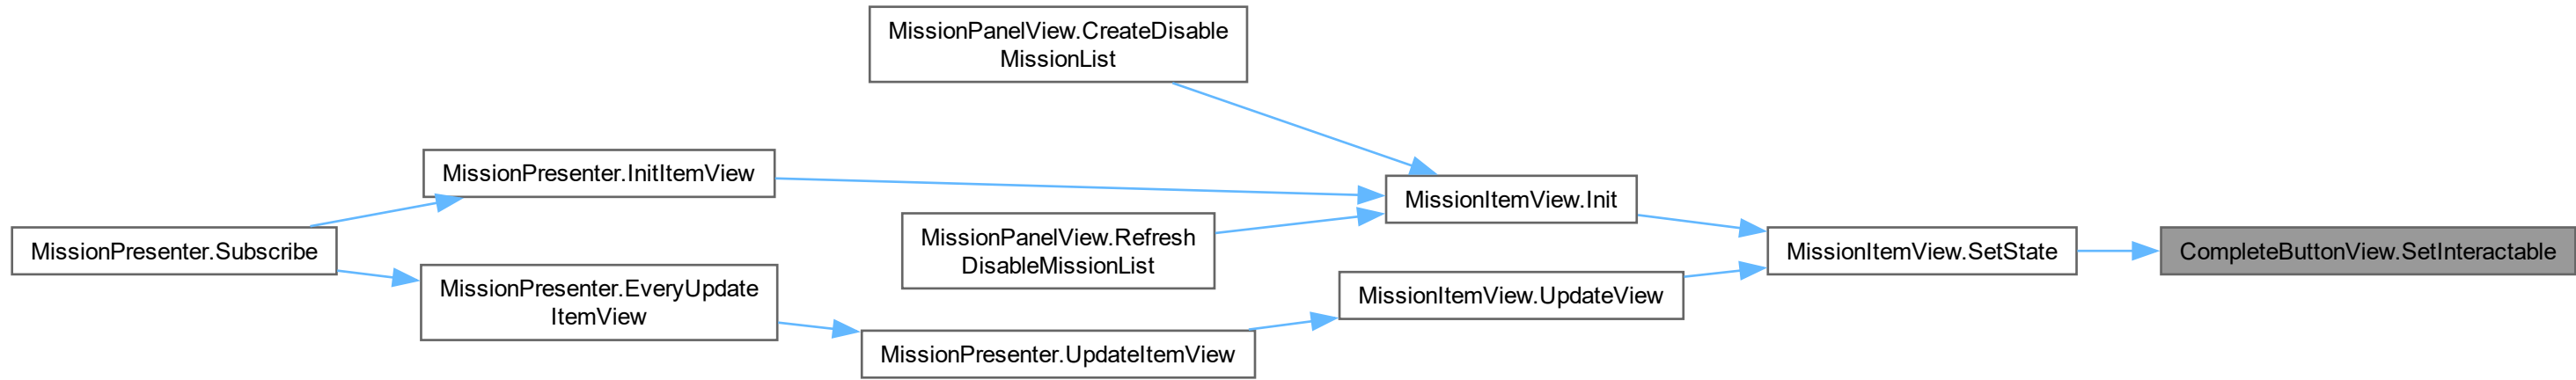 MissionPanelView.CreateDisable
MissionList
MissionPresenter.InitItemView
MissionItemView.Init
MissionPanelView.Refresh
DisableMissionList
MissionPresenter.Subscribe
MissionItemView.SetState
CompleteButtonView.SetInteractable
MissionPresenter.EveryUpdate
ItemView
MissionItemView.UpdateView
MissionPresenter.UpdateItemView